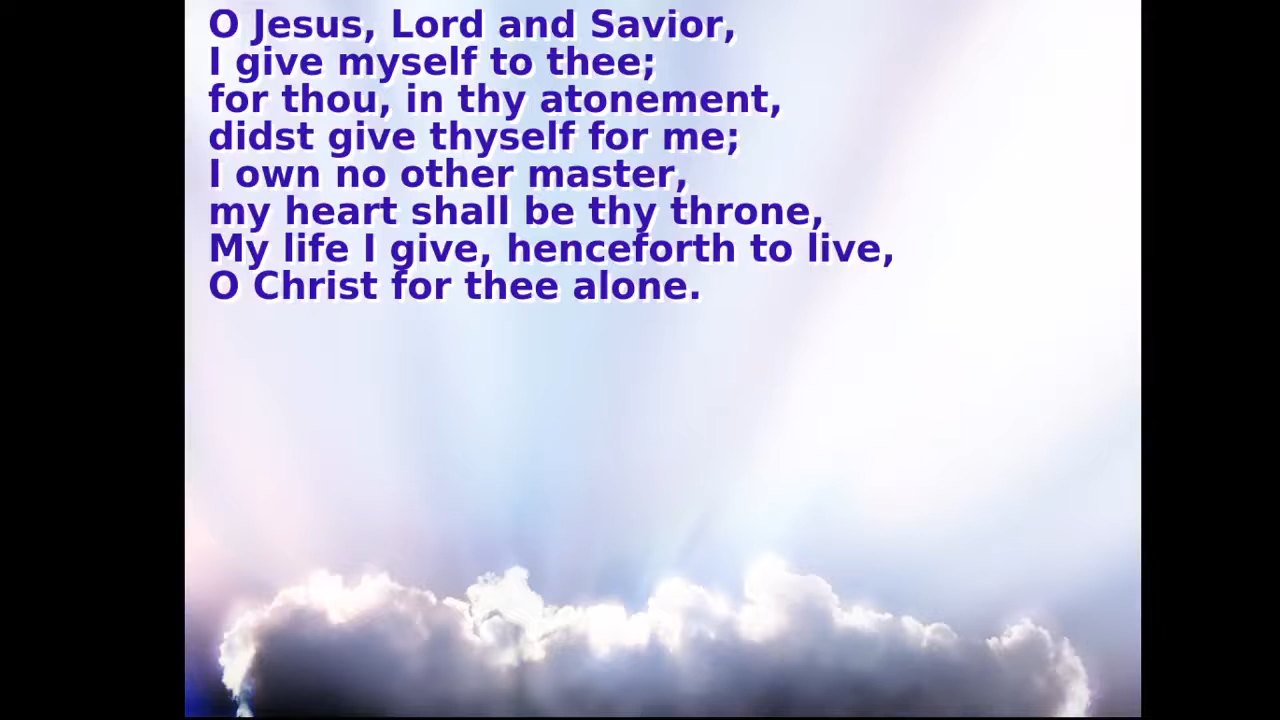 O Jesus, Lord and Savior,
I give myself to thee;
for thou, in thy atonement,
didst give thyself for me;
I own no other master,
my heart shall be thy throne,
My life I give, henceforth to live,
O Christ for thee alone.